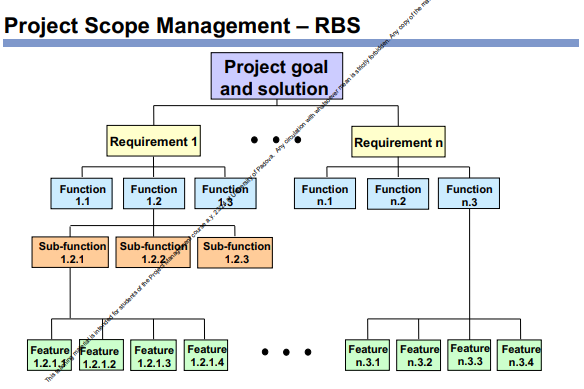 Project Scope Management – RBS
Project goal
and solution
Requirement 1
• • •
Requirement n
Function
1.1
Function
1.2
Function
1.3
Function
n.1
Function
n.2
Function
n.3
Sub-function
1.2.1
Sub-function
1.2.2
Sub-function
1.2.3
Feature
1.2.1.1
Feature
1.2.1.2
Feature
1.2.1.3
Feature
1.2.1.4
• • •
Feature
n.3.1
Feature
n.3.2
Feature
n.3.3
Feature
n.3.4
material is intended for students of the Project Management course a.y. University of Padova. Any circulation with whatsoever mean is strictly forbidden. Any copy of the